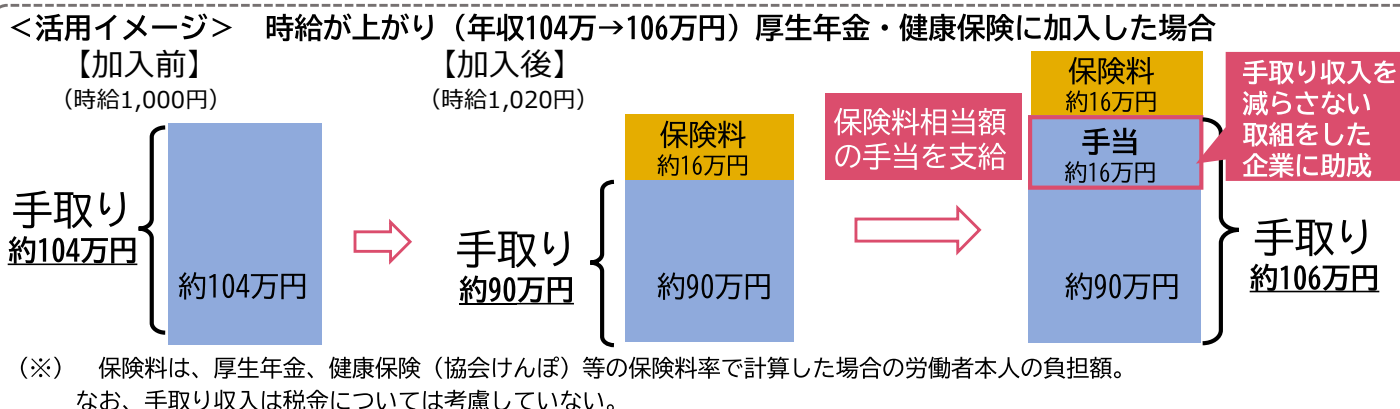 ＜活用イメージ＞　時給が上がり（年収104万→106万円）厚生年金・健康保険に加入した場合
【加入前】
（時給1,000円）
手取り
約104万円
約104万円
【加入後】
（時給1,020円）
手取り
約90万円
保険料
約16万円
約90万円
保険料相当額
の手当を支給
保険料
約16万円
手当
約16万円
約90万円
手取り収入を
減らさない
取組をした
企業に助成
手取り
約106万円
（※）　保険料は、厚生年金、健康保険（協会けんぽ）等の保険料率で計算した場合の労働者本人の負担額。
なお、手取り収入は税金については考慮していない。